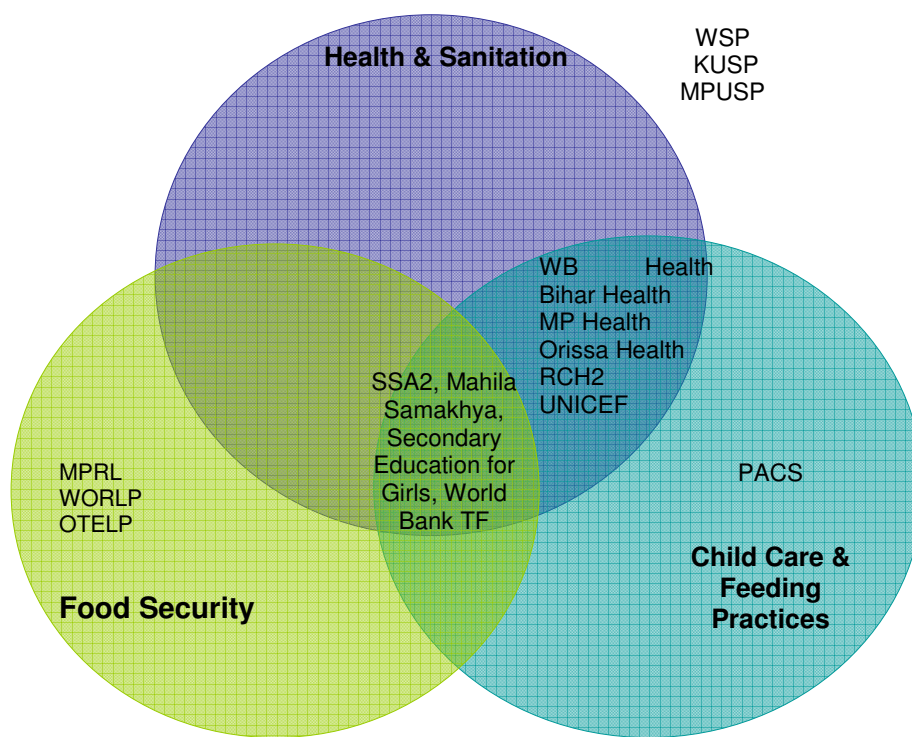 Health & Sanitation
WSP
KUSP
MPUSP
WB Health
Bihar Health
MP Health
Orissa Health
RCH2
UNICEF
SSA2, Mahila
Samakhya,
Secondary
Education for
Girls, World
Bank TF
MPRL
WORLP
OTELP
PACS
Child Care &
Feeding
Practices
Food Security